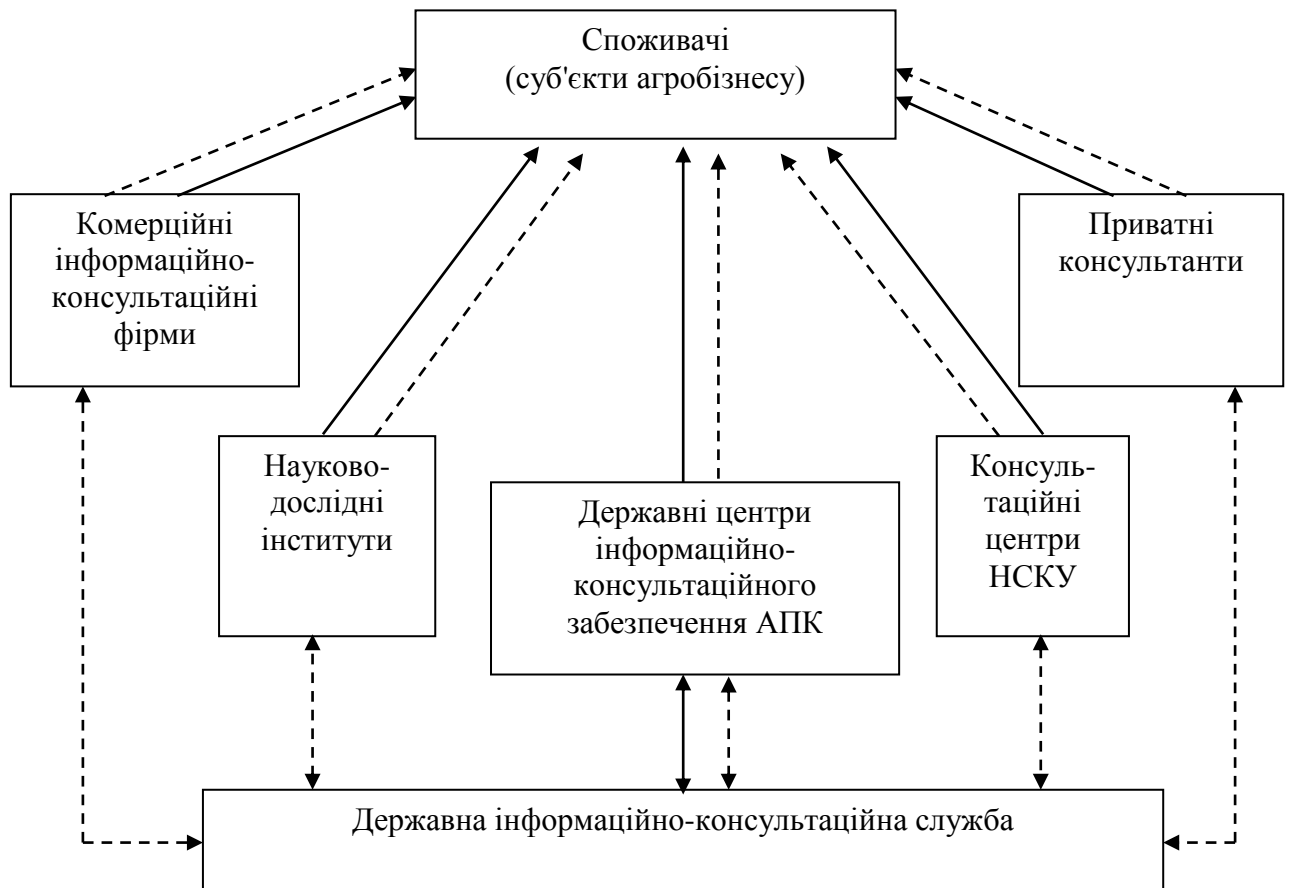 Споживачі
(суб'єкти агробізнесу)
Комерційні
інформаційно-
консультаційні
фірми
Приватні
консультанти
Науково-
дослідні
інститути
Державні центри
інформаційно-
консультаційного
забезпечення АПК
Консуль-
таційні
центри
НСКУ
Державна інформаційно-консультаційна служба